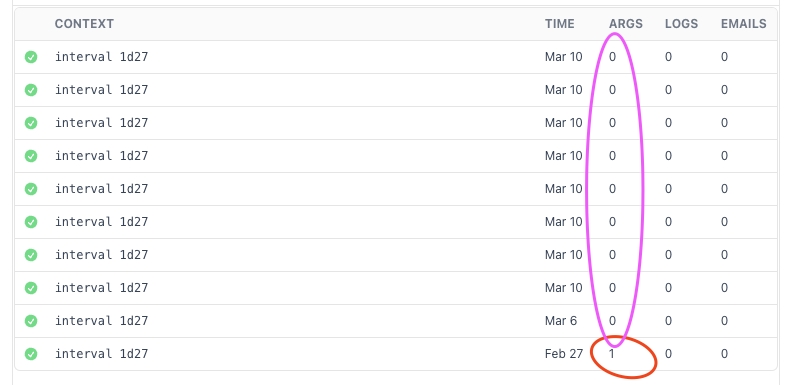 CONTEXT TIME ARGS LOGS EMAILS
interval 1d27 Mar 10 0 0 0
interval 1d27 Mar 10 0 0 0
interval 1d27 Mar 10 0 0 0
interval 1d27 Mar 10 0 0 0
interval 1d27 Mar 10 0 0 0
interval 1d27 Mar 10 0 0 0
interval 1d27 Mar 10 0 0 0
interval 1d27 Mar 10 0 0 0
interval 1d27 Mar 6 0 0 0
interval 1d27 Feb 27 1 0 0